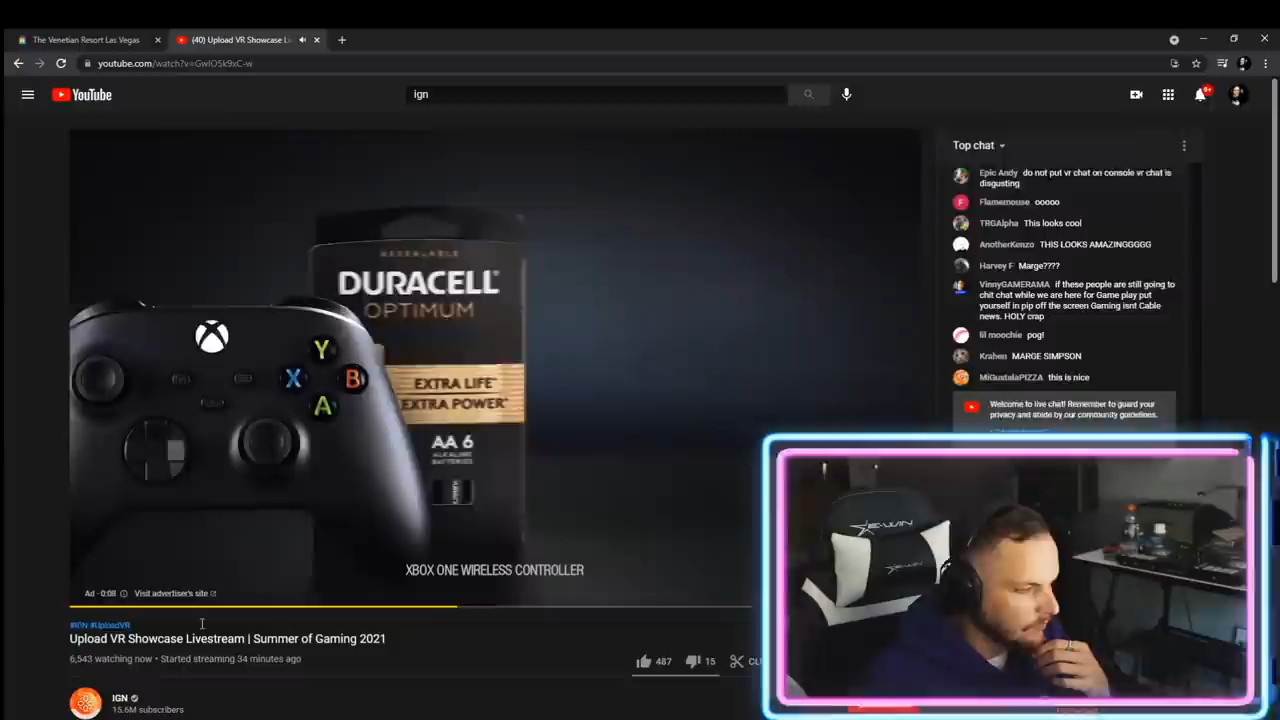 The Venetian Resort Las Vegas
(40) Upload VR Showcase Li
youtube.com/watch?v=GwIO5k9xC-w
YouTube
ign
9+
DURACELL
OPTIMUM
EXTRA LIFE
EXTRA POWER
AA 6
ALKALINE
BATTERIES
Y
X
B
A
XBOX ONE WIRELESS CONTROLLER
Ad · 0:08
Visit advertiser's site
#IGN #UploadVR
Upload VR Showcase Livestream | Summer of Gaming 2021
6,543 watching now • Started streaming 34 minutes ago
487
15
CL
IGN
15.6M subscribers
Top chat
Epic Andy do not put vr chat on console vr chat is
disgusting
Flamemouse ooooo
TRGAlpha This looks cool
AnotherKenzo THIS LOOKS AMAZINGGGGG
Harvey F Marge????
VinnyGAMERAMA if these people are still going to
chit chat while we are here for Game play put
yourself in pip off the screen Gaming isnt Cable
news. HOLY crap
lil moochie pog!
Krahen MARGE SIMPSON
MiGustalaPIZZA this is nice
Welcome to live chat! Remember to guard your
privacy and abide by our community guidelines.
E-WIN